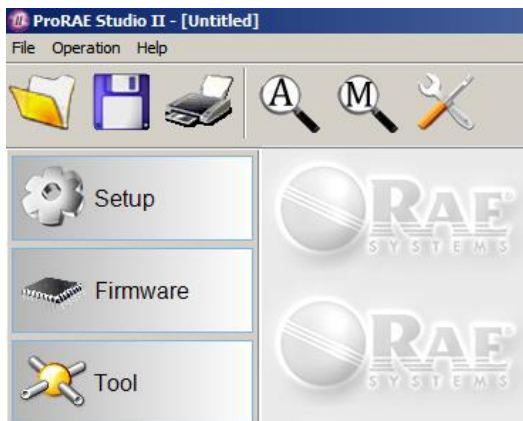 ProRAE Studio II - [Untitled]
File Operation Help
A M
Setup
RAE
SYSTEMS
Firmware
RAE
SYSTEMS
Tool